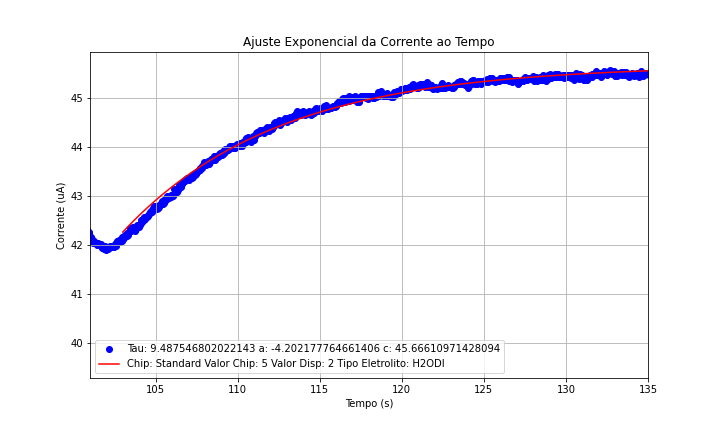 Ajuste Exponencial da Corrente ao Tempo
Corrente (uA)
45
44
43
42
41
40
Tau: 9.487546802022143 a: -4.202177764661406 c: 45.66610971428094
Chip: Standard Valor Chip: 5 Valor Disp: 2 Tipo Eletrolito: H2ODI
105 110 115 120 125 130 135
Tempo (s)